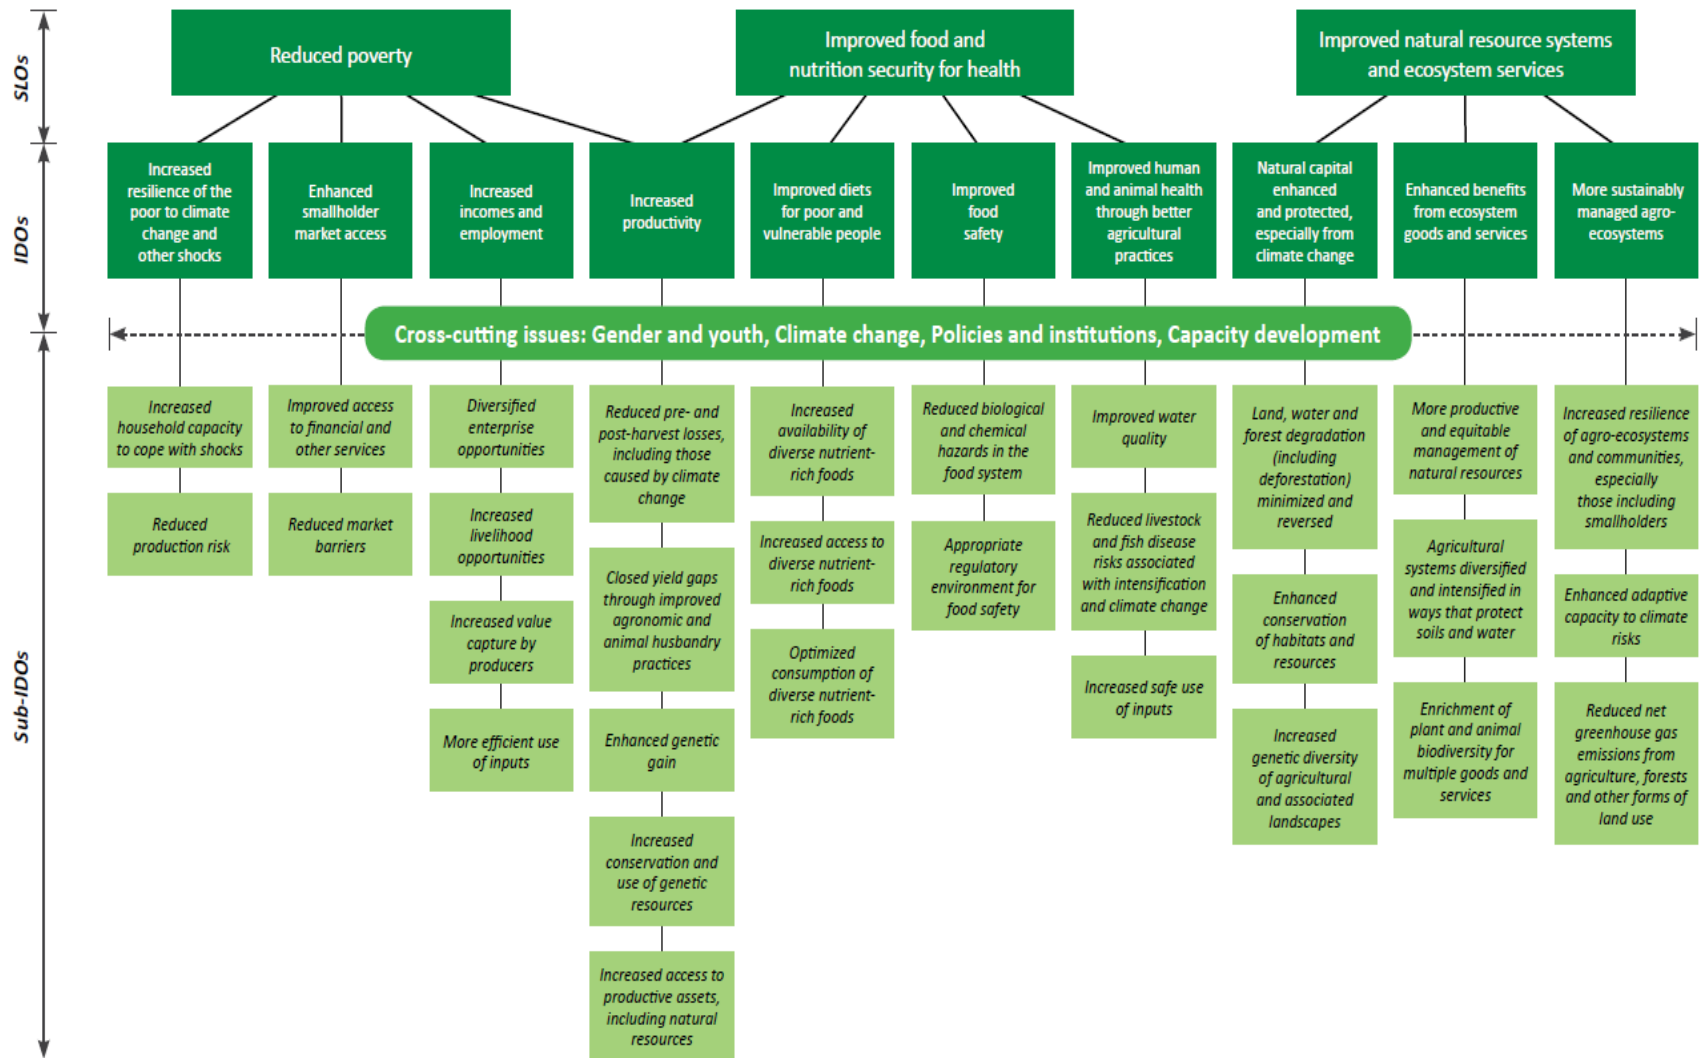 SLOs
Reduced poverty
Improved food and
nutrition security for health
Improved natural resource systems
and ecosystem services
IDOs
Increased
resilience of the
poor to climate
change and
other shocks
Enhanced
smallholder
market access
Increased
incomes and
employment
Increased
productivity
Improved diets
for poor and
vulnerable people
Improved
food
safety
Improved human
and animal health
through better
agricultural
practices
Natural capital
enhanced
and protected,
especially from
climate change
Enhanced benefits
from ecosystem
goods and services
More sustainably
managed agro-
ecosystems
Cross-cutting issues: Gender and youth, Climate change, Policies and institutions, Capacity development
Sub-IDOs
Increased
household capacity
to cope with shocks
Reduced
production risk
Improved access
to financial and
other services
Reduced market
barriers
Diversified
enterprise
opportunities
Increased
livelihood
opportunities
Increased value
capture by
producers
More efficient use
of inputs
Reduced pre- and
post-harvest losses,
including those
caused by climate
change
Closed yield gaps
through improved
agronomic and
animal husbandry
practices
Enhanced genetic
gain
Increased
conservation and
use of genetic
resources
Increased access to
productive assets,
including natural
resources
Increased
availability of
diverse nutrient-
rich foods
Increased access to
diverse nutrient-
rich foods
Optimized
consumption of
diverse nutrient-
rich foods
Reduced biological
and chemical
hazards in the
food system
Appropriate
regulatory
environment for
food safety
Improved water
quality
Reduced livestock
and fish disease
risks associated
with intensification
and climate change
Increased safe use
of inputs
Land, water and
forest degradation
(including
deforestation)
minimized and
reversed
Enhanced
conservation
of habitats and
resources
Increased
genetic diversity
of agricultural
and associated
landscapes
More productive
and equitable
management of
natural resources
Agricultural
systems diversified
and intensified in
ways that protect
soils and water
Enrichment of
plant and animal
biodiversity for
multiple goods and
services
Increased resilience
of agro-ecosystems
and communities,
especially
those including
smallholders
Enhanced adaptive
capacity to climate
risks
Reduced net
greenhouse gas
emissions from
agriculture, forests
and other forms of
land use